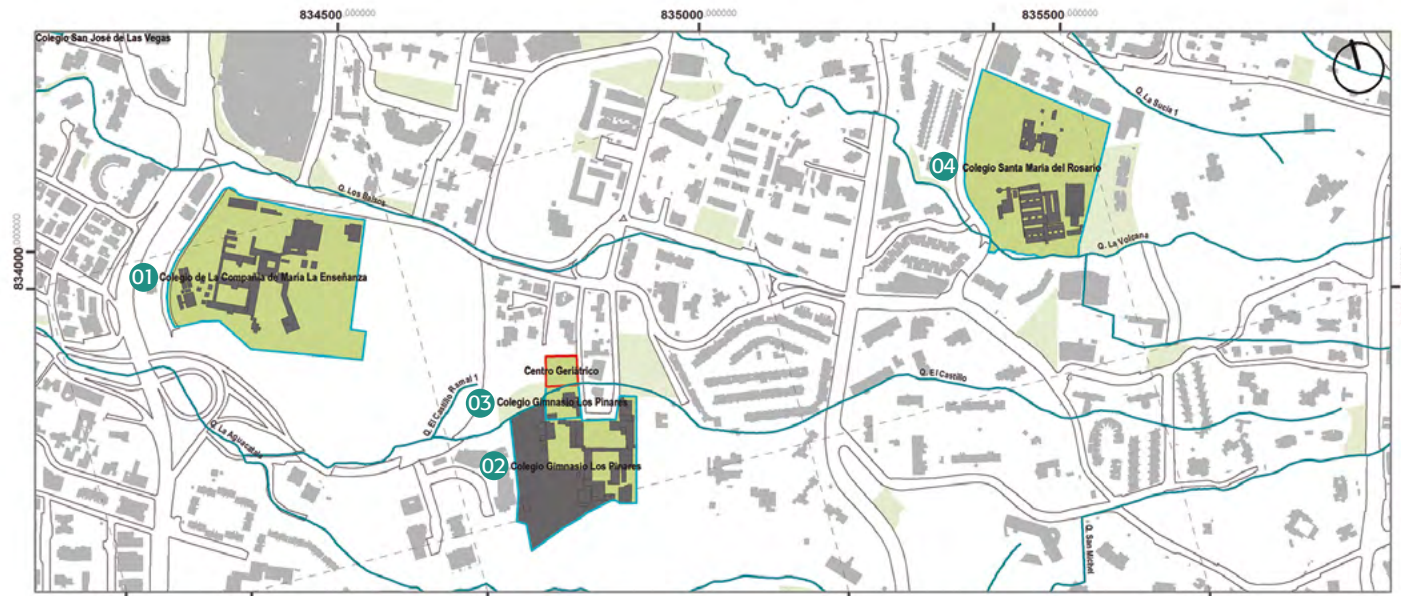 834500.000000
835000.000000
835500.000000
Colegio San José de Las Vegas
Q. La Sucia 1
04 Colegio Santa María del Rosario
Q. Los Balsos
Q. La Volcana
834000.000000
01 Colegio de La Compañía de María La Enseñanza
Centro Geriátrico
Q. El Castillo
Q. El Castillo Ramal 1
03 Colegio Gimnasio Los Pinares
Q. La Aguacatala
02 Colegio Gimnasio Los Pinares
Q. San Michel